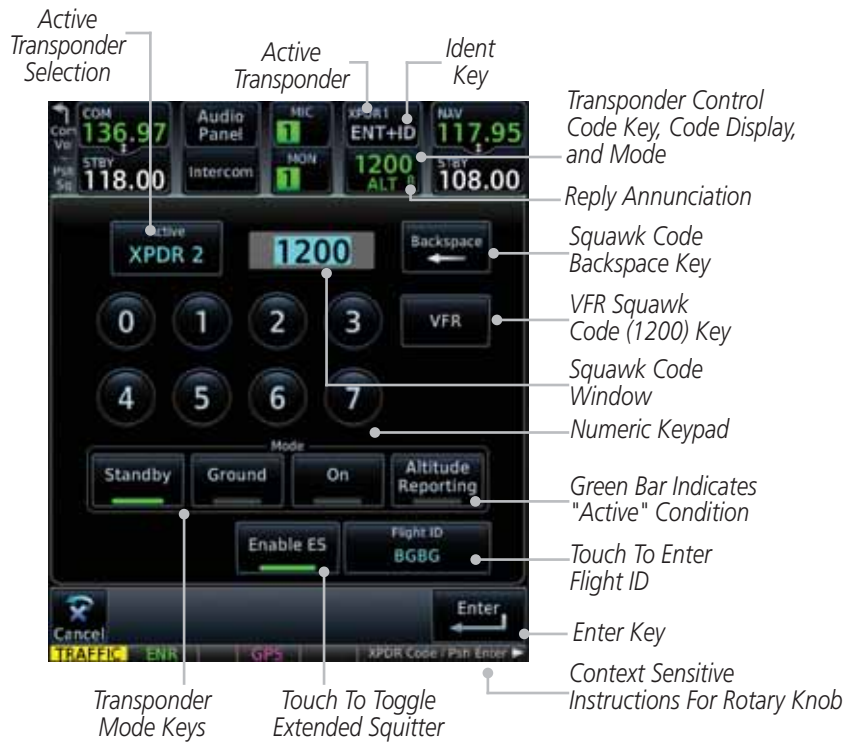 Active
Transponder
Selection
Active
Transponder
Ident
Key
Transponder Control
Code Key, Code Display,
and Mode
Reply Annunciation
Squawk Code
Backspace Key
VFR Squawk
Code (1200) Key
Squawk Code
Window
Numeric Keypad
Green Bar Indicates
"Active" Condition
Touch To Enter
Flight ID
Enter Key
Context Sensitive
Instructions For Rotary Knob
Transponder
Mode Keys
Touch To Toggle
Extended Squitter
COM
136.97
Audio
Panel
MIC
1
XPDR1
ENT+ID
NAV
117.95
Com
Vol
Psh
Sq
STBY
118.00
Intercom
MON
1
1200
ALT R
STBY
108.00
Active
XPDR 2
1200
Backspace
0 1 2 3
VFR
4 5 6 7
Mode
Standby
Ground
On
Altitude
Reporting
Enable ES
Flight ID
BGBG
Cancel
Enter
TRAFFIC ENR GPS XPDR Code / Psh Enter